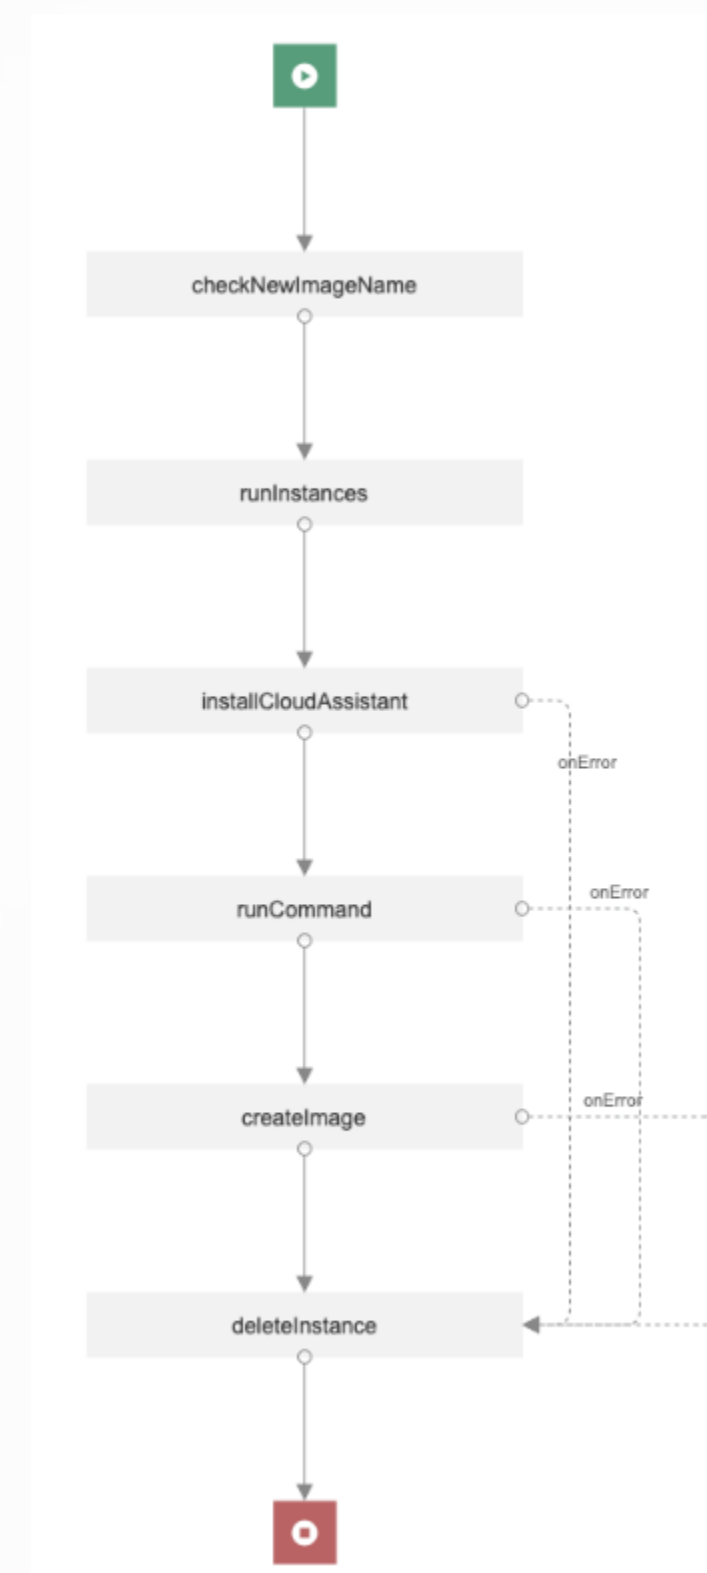 checkNewImageName
runInstances
installCloudAssistant
onError
runCommand
onError
createImage
onError
deleteInstance